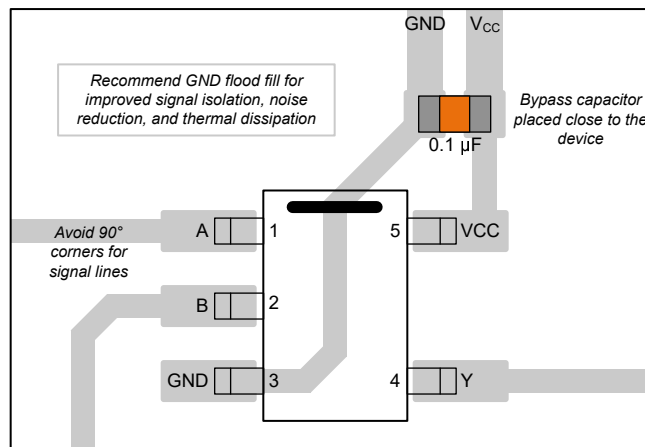 GND
VCC
Recommend GND flood fill for
improved signal isolation, noise
reduction, and thermal dissipation
Bypass capacitor
placed close to the
device
0.1 µF
Avoid 90°
corners for
signal lines
A
1
5
VCC
B
2
GND
3
4
Y